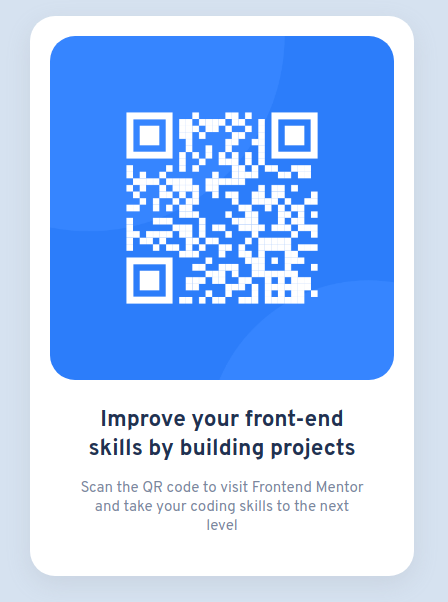 Improve your front-end
skills by building projects
Scan the QR code to visit Frontend Mentor
and take your coding skills to the next
level